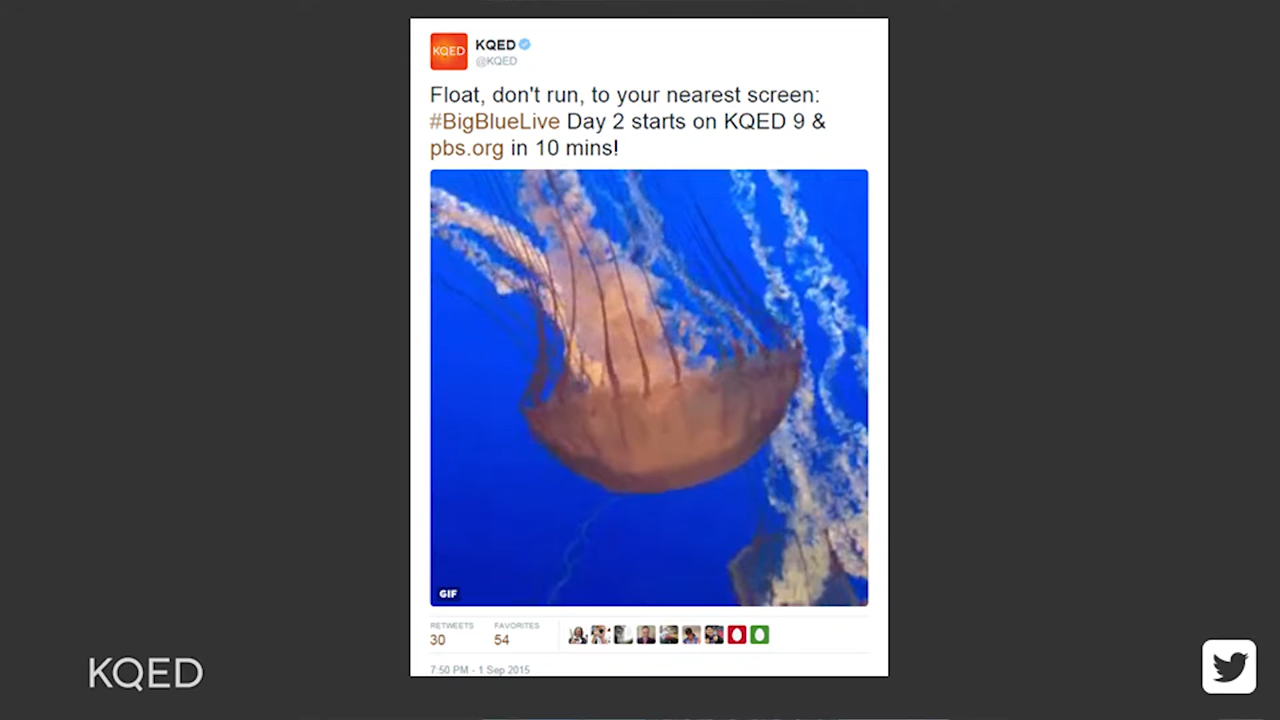 KQED
KQED
@KQED
Float, don't run, to your nearest screen:
#BigBlueLive Day 2 starts on KQED 9 &
pbs.org in 10 mins!
GIF
RETWEETS
30
FAVORITES
54
7:50 PM - 1 Sep 2015
KQED